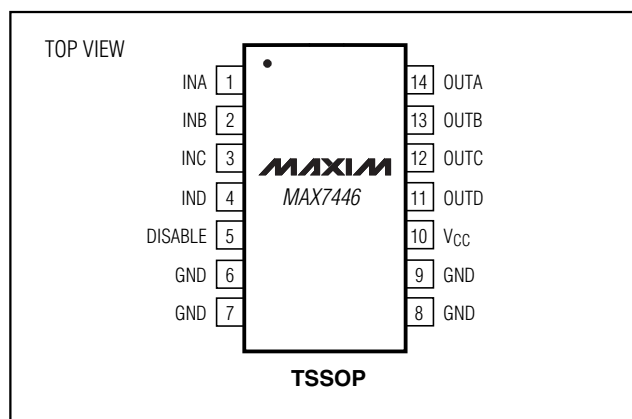 TOP VIEW
INA 1
INB 2
INC 3
IND 4
DISABLE 5
GND 6
GND 7
MAXIM
MAX7446
14 OUTA
13 OUTB
12 OUTC
11 OUTD
10 VCC
9 GND
8 GND
TSSOP